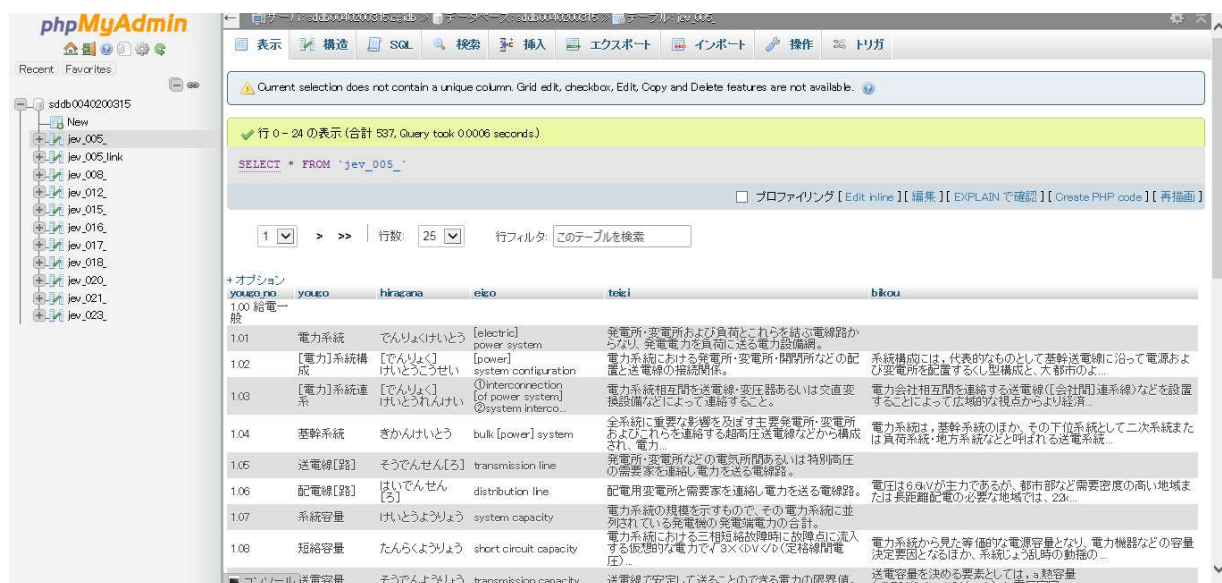 phpMyAdmin
Recent Favorites
sddb0040200315
New
jev_005_
jev_005_link
jev_008_
jev_012_
jev_015_
jev_016_
jev_017_
jev_018_
jev_020_
jev_021_
jev_023_
表示 構造 SQL 検索 挿入 エクスポート インポート 操作 トリガ
Current selection does not contain a unique column. Grid edit, checkbox, Edit, Copy and Delete features are not available.
行 0 - 24 の表示 (合計 537, Query took 0.0006 seconds.)
SELECT * FROM `jev_005_`
プロファイリング [ Edit inline ] [ 編集 ] [ EXPLAIN で確認 ] [ Create PHP code ] [ 再描画 ]
1 > >> 行数: 25 行フィルタ: このテーブルを検索
+ オプション
yougo_no yougo hiragana eigo teigi bikou
1.00 給電一
般
1.01 電力系統 でんりょくけいとう [electric]
power system 発電所・変電所および負荷とこれらを結ぶ電線路か
らなり、発電電力を負荷に送る電力設備網。
1.02 [電力]系統構
成 [でんりょく]
けいとうこうせい [power]
system configuration 電力系統における発電所・変電所・開閉所などの配
置と送電線の接続関係。 系統構成には，代表的なものとして基幹送電線に沿って電源およ
び変電所を配置するくし型構成と、大都市のよ...
1.03 [電力]系統連
系 [でんりょく]
けいとうれんけい ①interconnection
[of power system]
②system interco... 電力系統相互間を送電線・変圧器あるいは交直変
換設備などによって連絡すること。 電力会社相互間を連絡する送電線([会社間]連系線)などを設置
することによって広域的な視点からより経済...
1.04 基幹系統 きかんけいとう bulk [power] system 全系統に重要な影響を及ぼす主要発電所・変電所
およびこれらを連絡する超高圧送電線などから構成
され、電力... 電力系統は，基幹系統のほか、その下位系統として二次系統また
は負荷系統・地方系統などと呼ばれる送電系統...
1.05 送電線[路] そうでんせん[ろ] transmission line 発電所・変電所などの電気所間あるいは特別高圧
の需要家を連絡し電力を送る電線路。
1.06 配電線[路] はいでんせん
[ろ] distribution line 配電用変電所と需要家を連絡し電力を送る電線路。 電圧は6.6kVが主力であるが、都市部など需要密度の高い地域ま
たは長距離配電の必要な地域では、22k...
1.07 系統容量 けいとうようりょう system capacity 電力系統の規模を示すもので、その電力系統に並
列されている発電機の発電端電力の合計。
1.08 短絡容量 たんらくようりょう short circuit capacity 電力系統における三相短絡故障時に故障点に流入
する仮想的な電力で√3×<DV</D>(定格線間電
圧)... 電力系統から見た等価的な電源容量となり、電力機器などの容量
決定要因となるほか、系統じょう乱時の動揺の...
コンソール 送電容量 そうでんようりょう transmission capacity 送電線で安定して送ることのできる電力の限界値。 送電容量を決める要素としては，a.熱容量